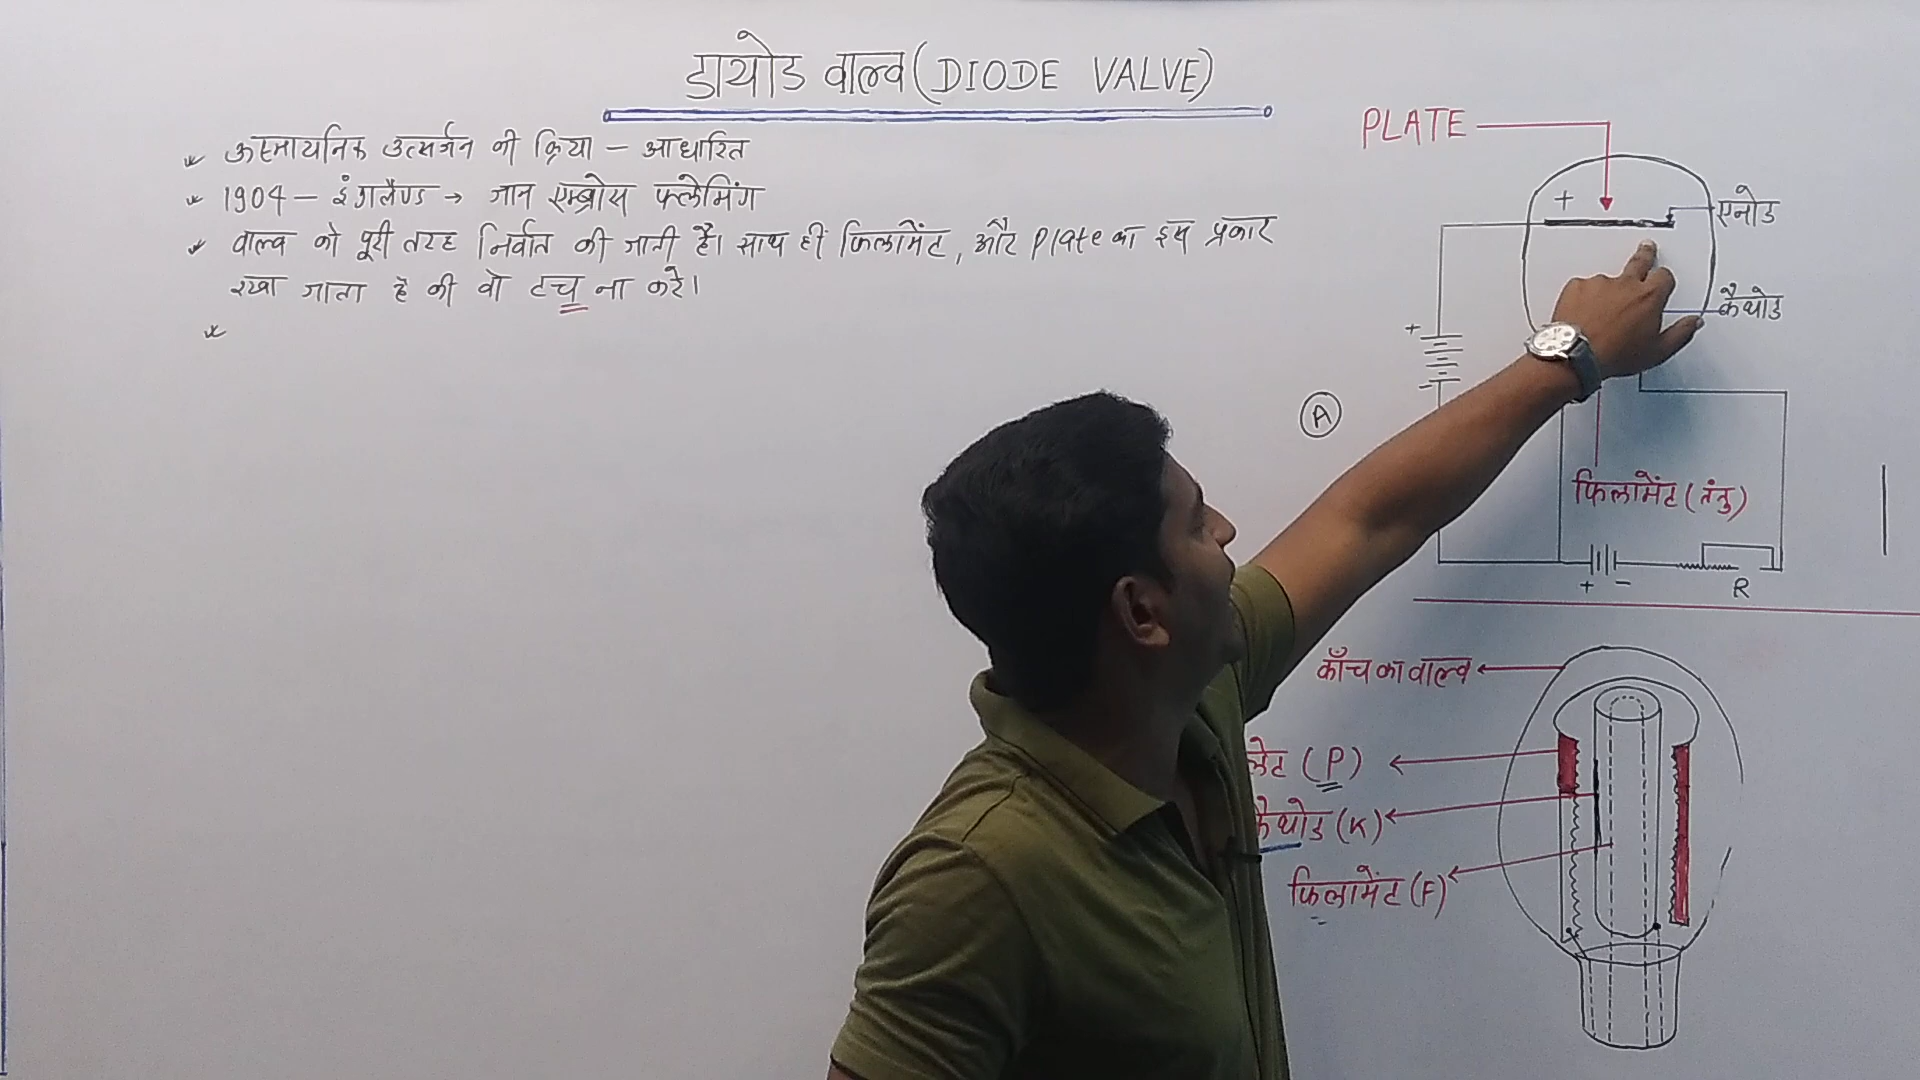 डायोड वाल्व (DIODE VALVE)
* ऊष्मायनिक उत्सर्जन की क्रिया - आधारित
* 1904 - इंग्लैण्ड → जान एम्ब्रोस फ्लेमिंग
* वाल्व को पूरी तरह निर्वात की जाती है। साथ ही फिलामेंट, और Plate का इस प्रकार
रखा जाता है की वो टच ना करे।
*
PLATE
+
एनोड
कैथोड
+
-
A
फिलामेंट (तंतु)
+ -
R
काँच का वाल्व
लेट (P)
कैथोड (K)
फिलामेंट (F)